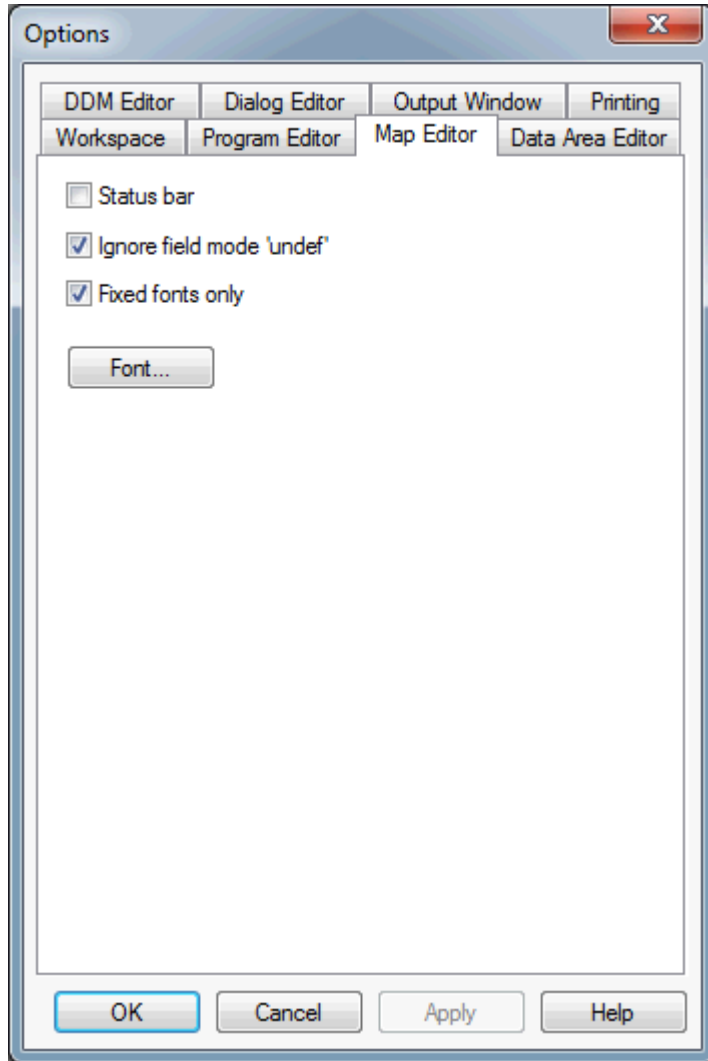 Options
DDM Editor Dialog Editor Output Window Printing
Workspace Program Editor Map Editor Data Area Editor
Status bar
Ignore field mode 'undef'
Fixed fonts only
Font...
OK Cancel Apply Help